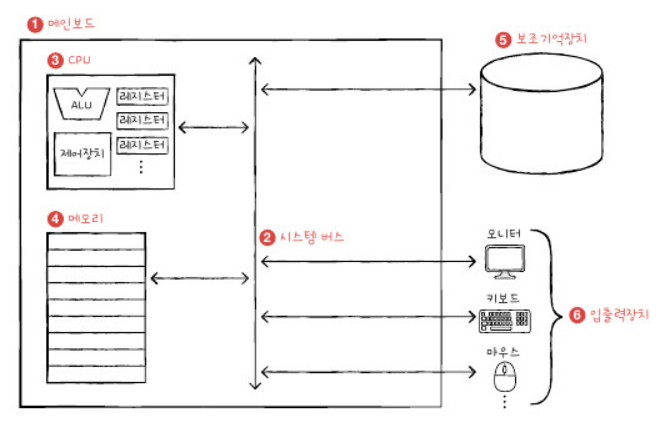 1 메인보드
3 CPU
ALU
레지스터
레지스터
레지스터
제어장치
4 메모리
2 시스템 버스
5 보조기억장치
모니터
키보드
마우스
6 입출력장치